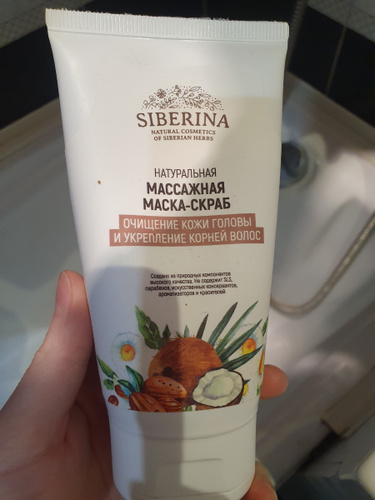 SIBERINA
NATURAL COSMETICS
OF SIBERIAN HERBS
НАТУРАЛЬНАЯ
МАССАЖНАЯ
МАСКА-СКРАБ
ОЧИЩЕНИЕ КОЖИ ГОЛОВЫ
И УКРЕПЛЕНИЕ КОРНЕЙ ВОЛОС
Создано из природных компонентов
высокого качества. Не содержит SLS,
парабенов, искусственных консервантов,
ароматизаторов и красителей